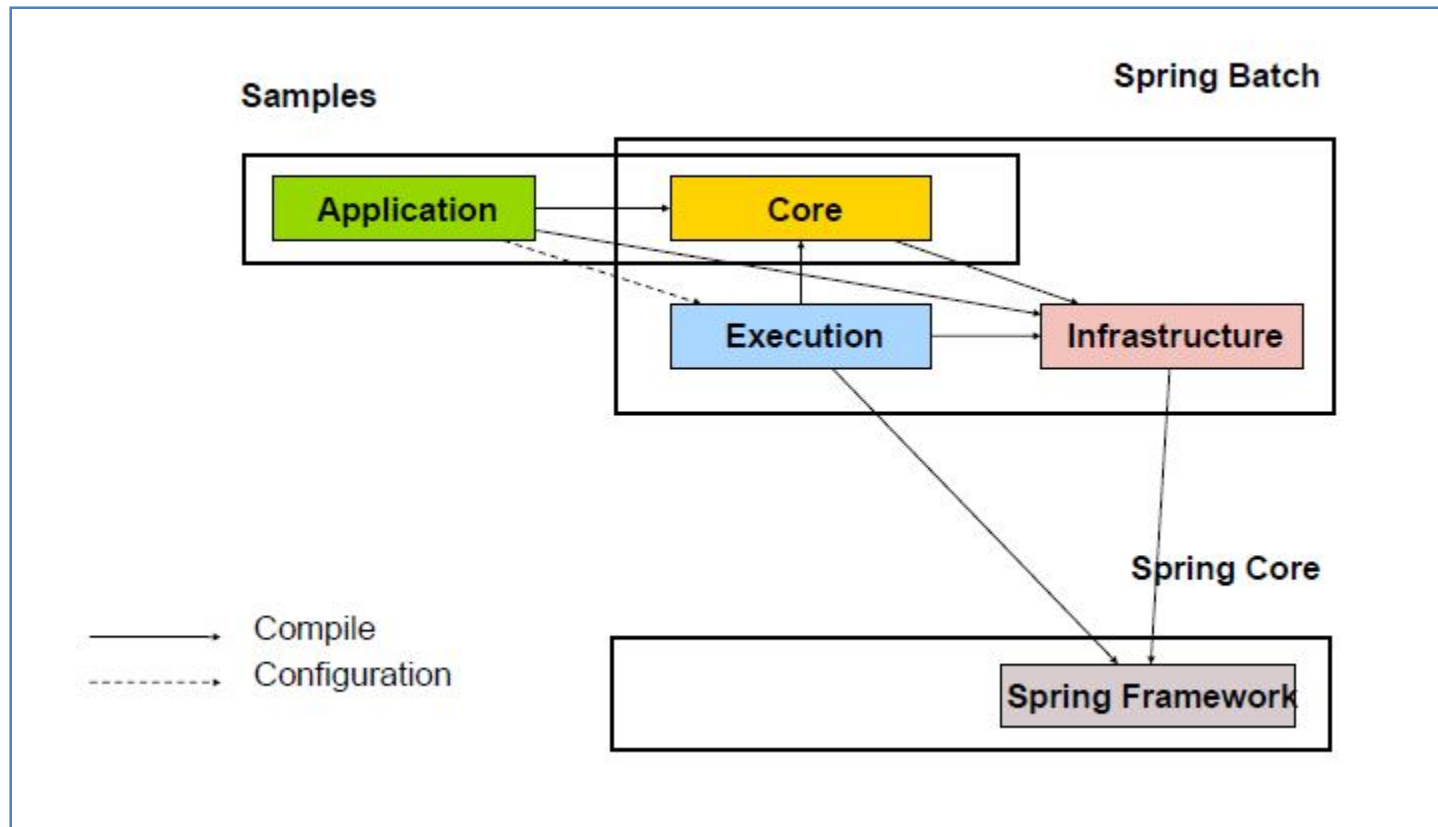 Samples
Spring Batch
Application
Core
Execution
Infrastructure
Spring Core
Compile
Configuration
Spring Framework